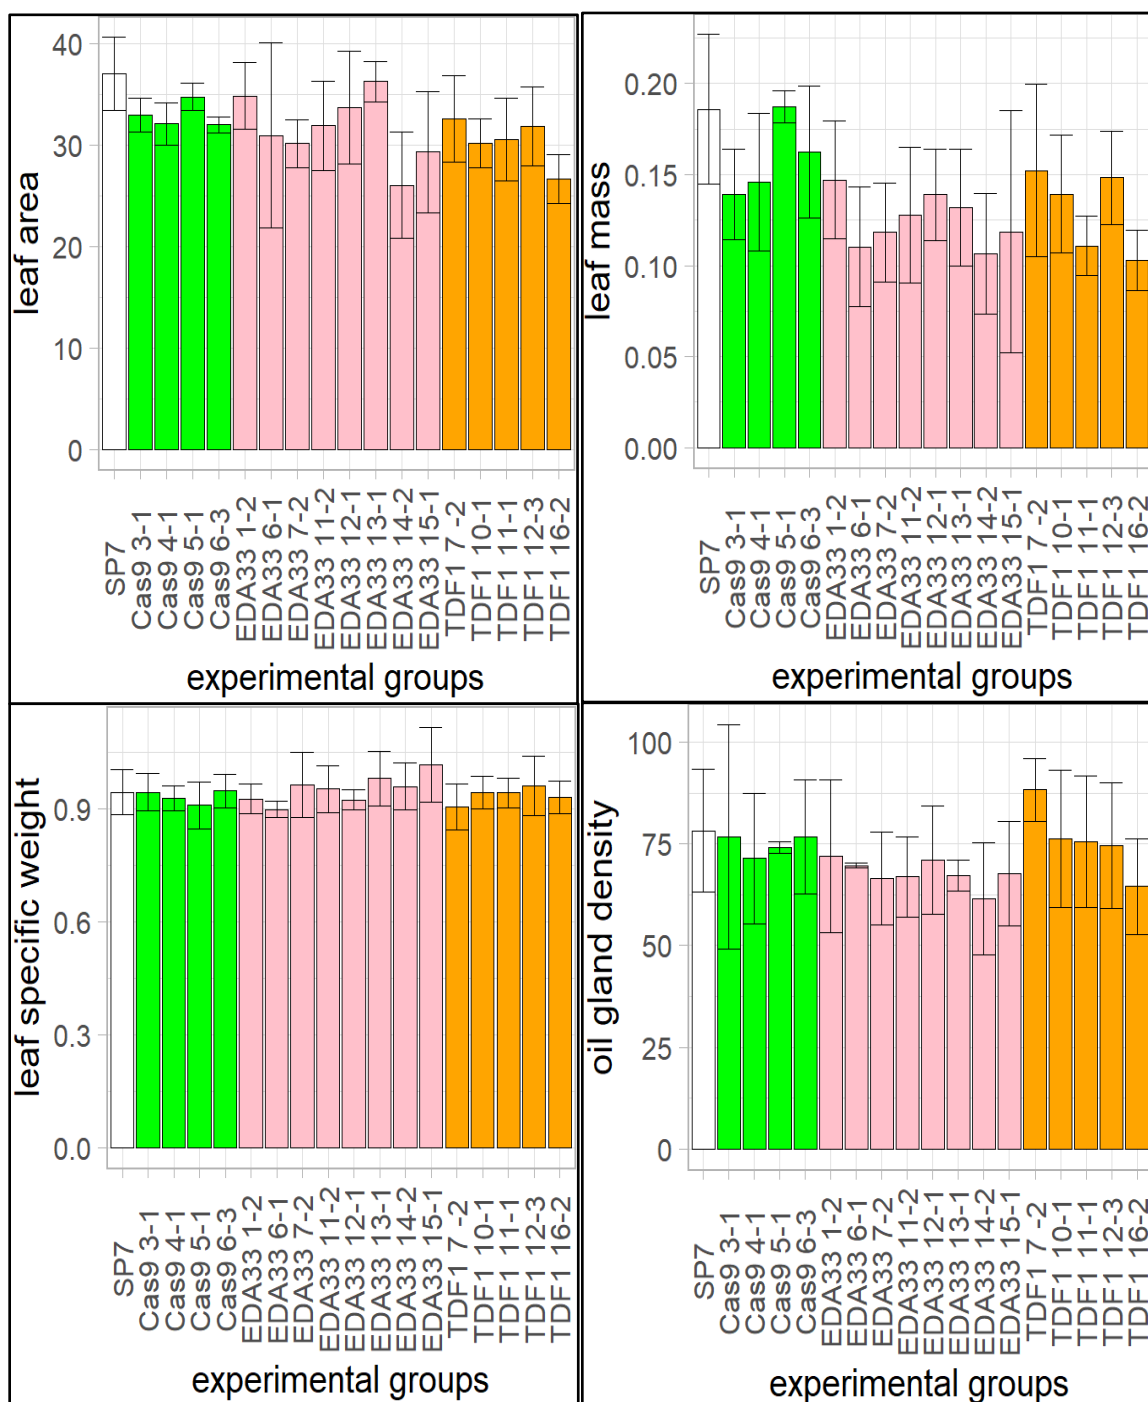 leaf area
40
30
20
10
0
SP7
Cas9 3-1
Cas9 4-1
Cas9 5-1
Cas9 6-3
EDA33 1-2
EDA33 6-1
EDA33 7-2
EDA33 11-2
EDA33 12-1
EDA33 13-1
EDA33 14-2
EDA33 15-1
TDF1 7 -2
TDF1 10-1
TDF1 11-1
TDF1 12-3
TDF1 16-2
experimental groups
leaf mass
0.20
0.15
0.10
0.05
0.00
SP7
Cas9 3-1
Cas9 4-1
Cas9 5-1
Cas9 6-3
EDA33 1-2
EDA33 6-1
EDA33 7-2
EDA33 11-2
EDA33 12-1
EDA33 13-1
EDA33 14-2
EDA33 15-1
TDF1 7 -2
TDF1 10-1
TDF1 11-1
TDF1 12-3
TDF1 16-2
experimental groups
leaf specific weight
0.9
0.6
0.3
0.0
SP7
Cas9 3-1
Cas9 4-1
Cas9 5-1
Cas9 6-3
EDA33 1-2
EDA33 6-1
EDA33 7-2
EDA33 11-2
EDA33 12-1
EDA33 13-1
EDA33 14-2
EDA33 15-1
TDF1 7 -2
TDF1 10-1
TDF1 11-1
TDF1 12-3
TDF1 16-2
experimental groups
oil gland density
100
75
50
25
0
SP7
Cas9 3-1
Cas9 4-1
Cas9 5-1
Cas9 6-3
EDA33 1-2
EDA33 6-1
EDA33 7-2
EDA33 11-2
EDA33 12-1
EDA33 13-1
EDA33 14-2
EDA33 15-1
TDF1 7 -2
TDF1 10-1
TDF1 11-1
TDF1 12-3
TDF1 16-2
experimental groups